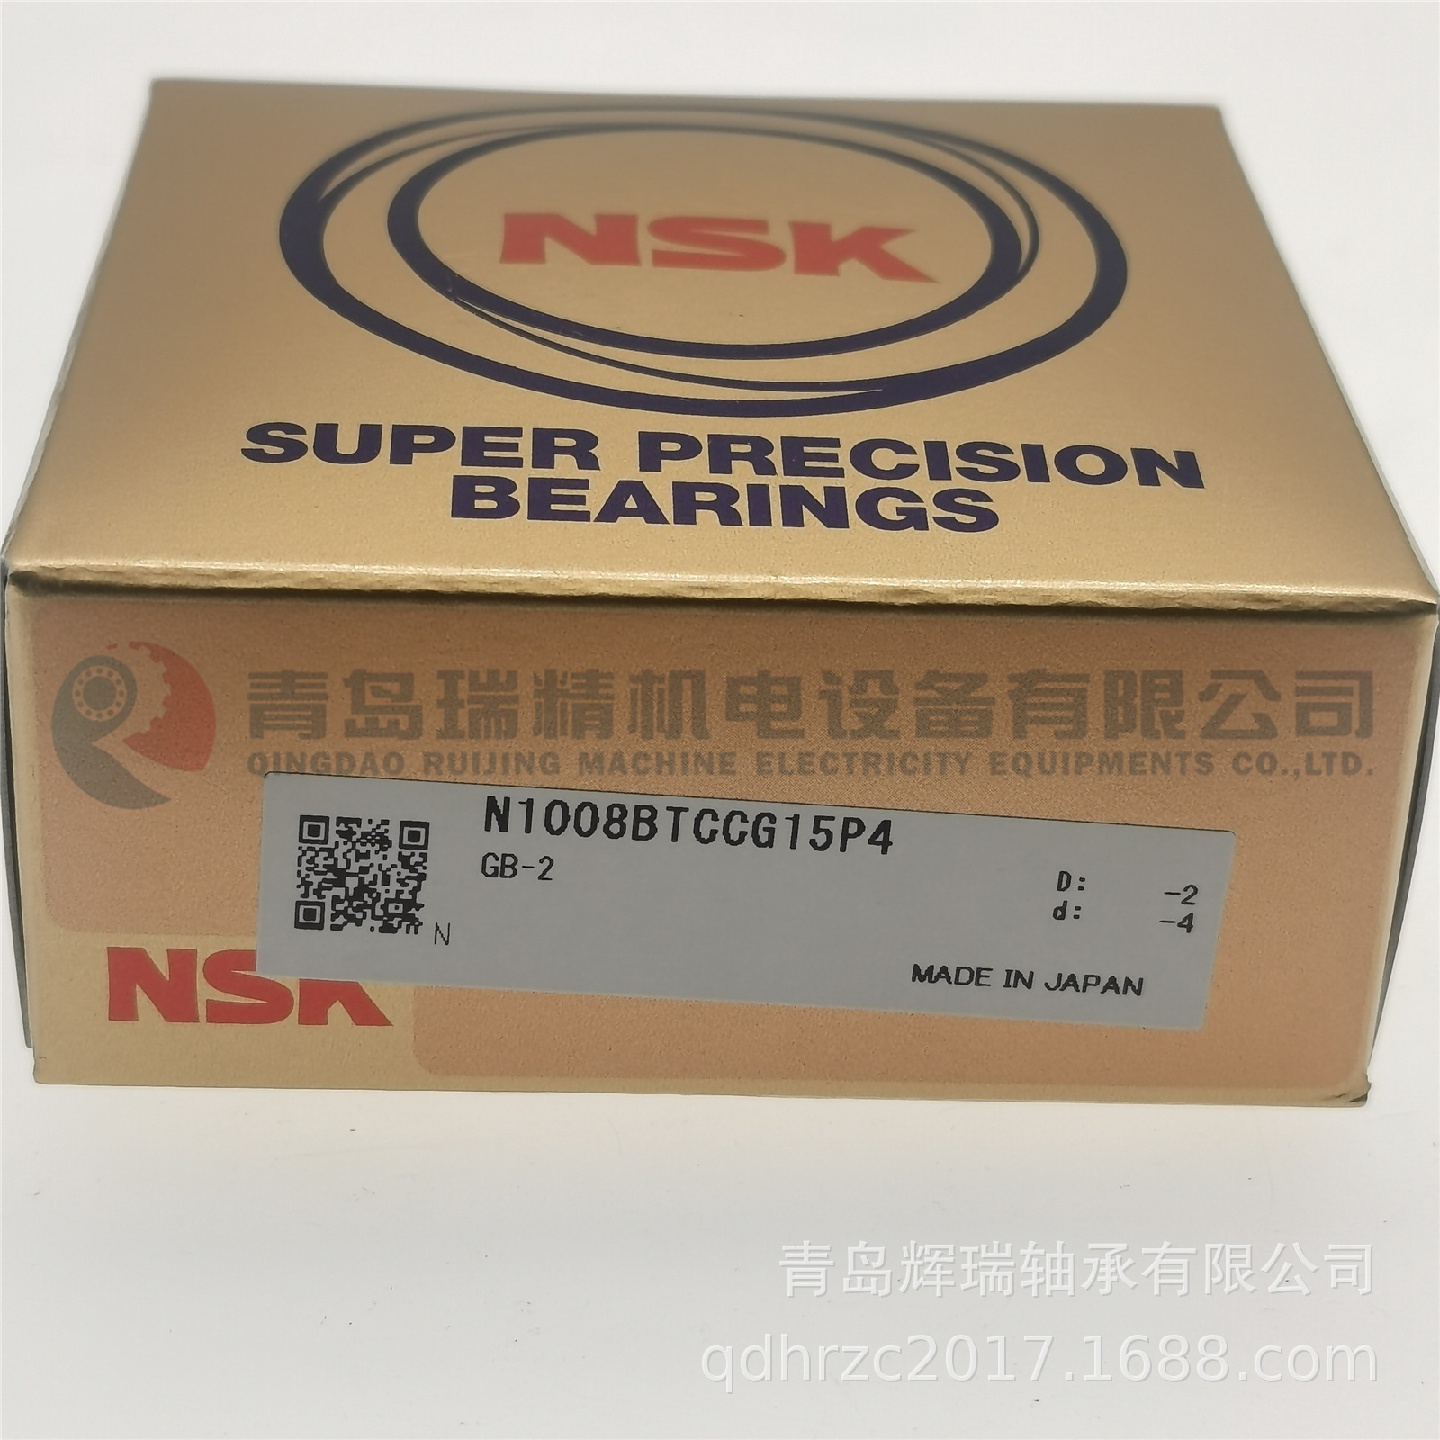 NSK
SUPER PRECISION
BEARINGS
青岛瑞精机电设备有限公司
QINGDAO RUIJING MACHINE ELECTRICITY EQUIPMENTS CO.,LTD.
N1008BTCCG15P4
GB-2
D: -2
d: -4
N
MADE IN JAPAN
NSK
青岛辉瑞轴承有限公司
qdhrzc2017.1688.com